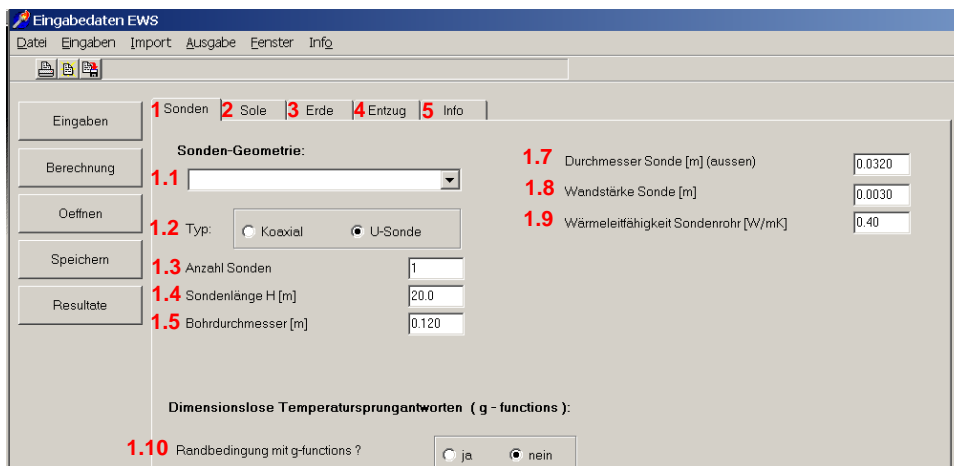 Eingabedaten EWS
Datei Eingaben Import Ausgabe Fenster Info
1 Sonden 2 Sole 3 Erde 4 Entzug 5 Info
Eingaben
Berechnung
Oeffnen
Speichern
Resultate
Sonden-Geometrie:
1.1
1.2 Typ: Koaxial U-Sonde
1.3 Anzahl Sonden 1
1.4 Sondenlänge H [m] 20.0
1.5 Bohrdurchmesser [m] 0.120
1.7 Durchmesser Sonde [m] (aussen) 0.0320
1.8 Wandstärke Sonde [m] 0.0030
1.9 Wärmeleitfähigkeit Sondenrohr [W/mK] 0.40
Dimensionslose Temperatursprungantworten ( g - functions ):
1.10 Randbedingung mit g-functions ? ja nein